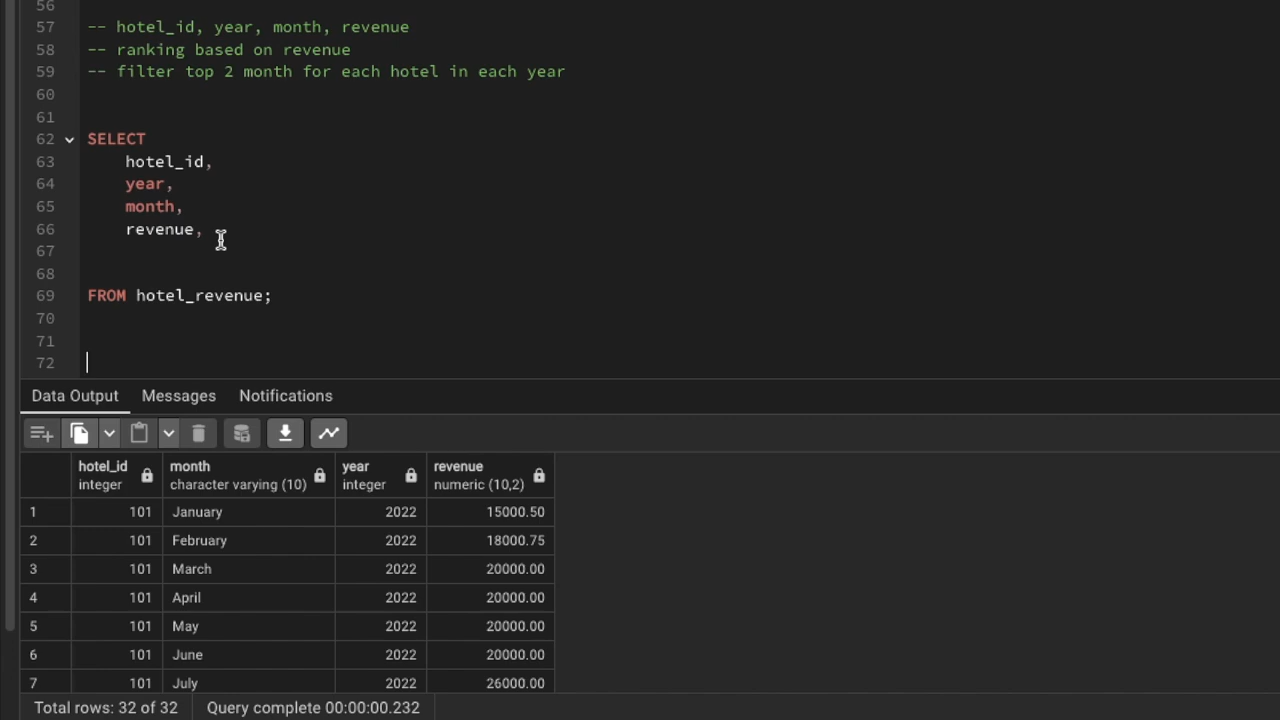 56
57 -- hotel_id, year, month, revenue
58 -- ranking based on revenue
59 -- filter top 2 month for each hotel in each year
60
61
62 SELECT
63 hotel_id,
64 year,
65 month,
66 revenue,
67
68
69 FROM hotel_revenue;
70
71
72
Data Output Messages Notifications
hotel_id month year revenue
integer character varying (10) integer numeric (10,2)
1 101 January 2022 15000.50
2 101 February 2022 18000.75
3 101 March 2022 20000.00
4 101 April 2022 20000.00
5 101 May 2022 20000.00
6 101 June 2022 20000.00
7 101 July 2022 26000.00
Total rows: 32 of 32 Query complete 00:00:00.232